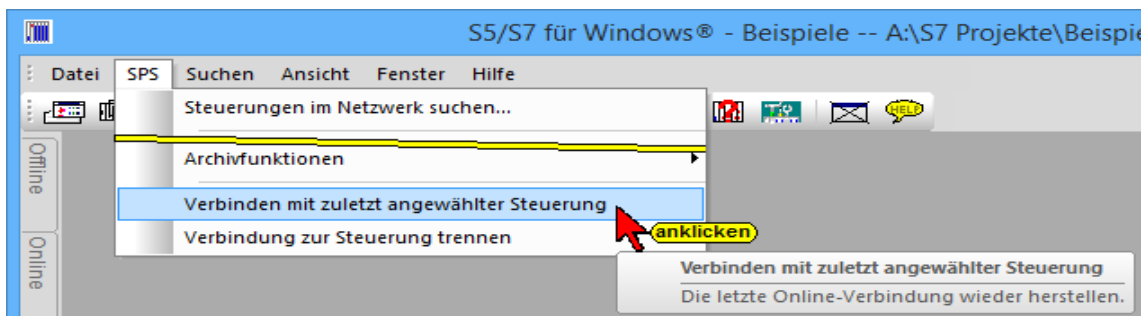 S5/S7 für Windows® - Beispiele -- A:\S7 Projekte\Beispie
Datei SPS Suchen Ansicht Fenster Hilfe
Steuerungen im Netzwerk suchen...
HELP
Archivfunktionen
Verbinden mit zuletzt angewählter Steuerung
anklicken
Verbindung zur Steuerung trennen
Verbinden mit zuletzt angewählter Steuerung
Die letzte Online-Verbindung wieder herstellen.
Offline
Online